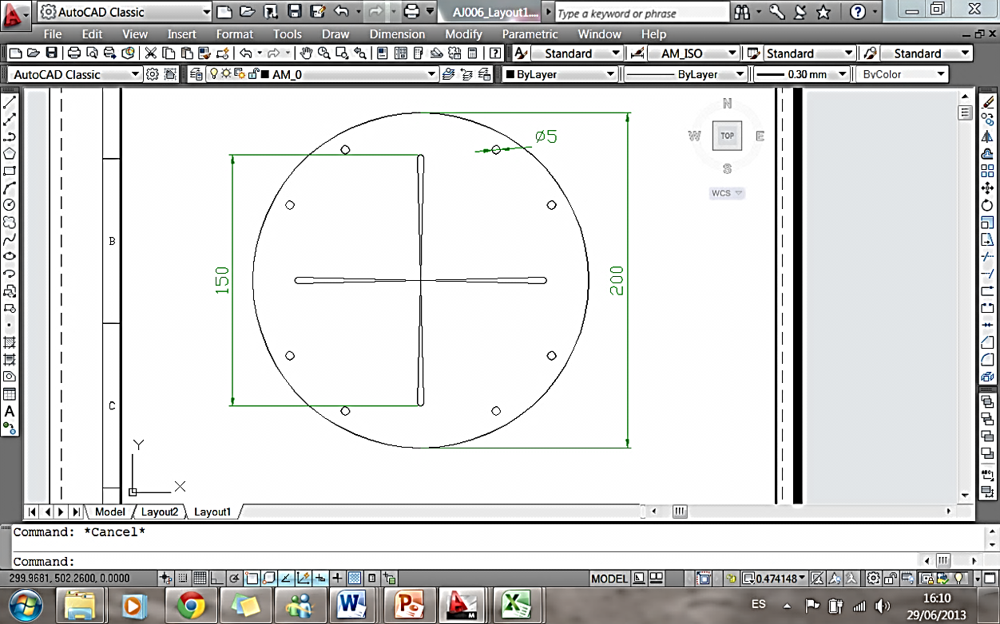 AutoCAD Classic AJ006_Layout1.... Type a keyword or phrase
File Edit View Insert Format Tools Draw Dimension Modify Parametric Window Help
Standard AM_ISO Standard Standard
AutoCAD Classic AM_0 ByLayer ByLayer 0.30 mm ByColor
N
W TOP E
S
WCS
Ø5
B
150
200
C
Y
X
Model Layout2 Layout1
Command: *Cancel*
Command:
299.9681, 502.2600, 0.0000 MODEL 0.474148
ES 16:10
29/06/2013